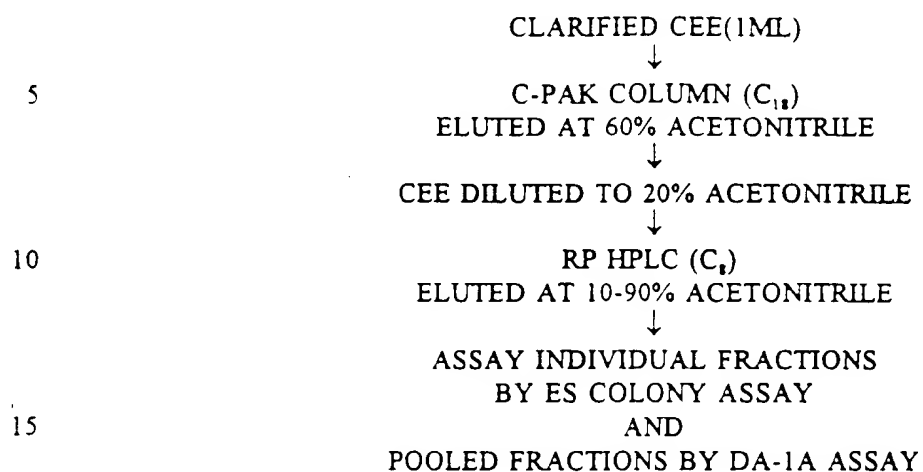 CLARIFIED CEE(1ML)
↓
5 C-PAK COLUMN (C₁₈)
ELUTED AT 60% ACETONITRILE
↓
CEE DILUTED TO 20% ACETONITRILE
↓
10 RP HPLC (C₈)
ELUTED AT 10-90% ACETONITRILE
↓
ASSAY INDIVIDUAL FRACTIONS
BY ES COLONY ASSAY
15 AND
POOLED FRACTIONS BY DA-1A ASSAY